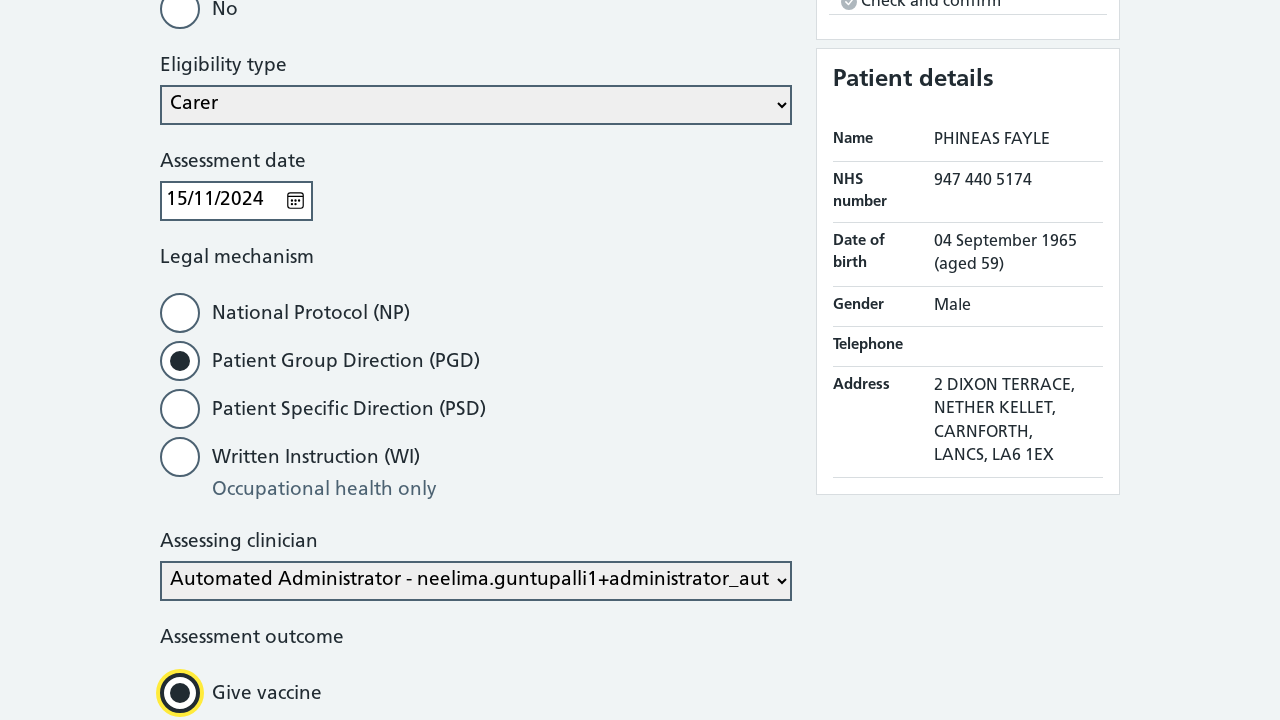 No
Eligibility type
Carer
Assessment date
15/11/2024
Legal mechanism
National Protocol (NP)
Patient Group Direction (PGD)
Patient Specific Direction (PSD)
Written Instruction (WI)
Occupational health only
Assessing clinician
Automated Administrator - neelima.guntupalli1+administrator_aut
Assessment outcome
Give vaccine
Check and confirm
Patient details
Name PHINEAS FAYLE
NHS number 947 440 5174
Date of birth 04 September 1965
(aged 59)
Gender Male
Telephone
Address 2 DIXON TERRACE,
NETHER KELLET,
CARNFORTH,
LANCS, LA6 1EX